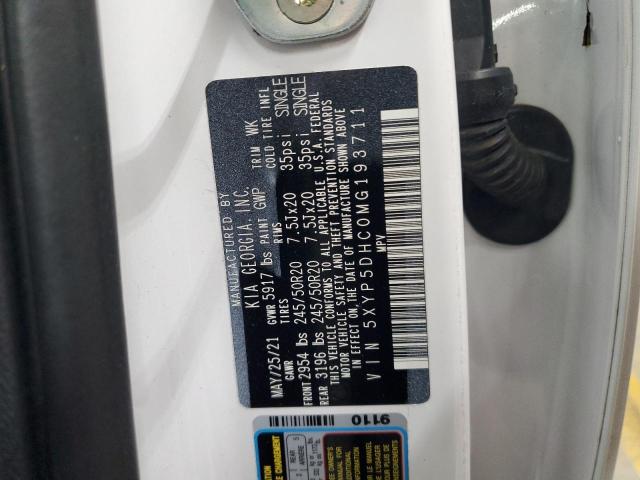 MANUFACTURED BY
KIA GEORGIA, INC.
MAY/25/21 GVWR 5917 lbs PAINT GWP TRIM WK
GAWR TIRES RIMS COLD TIRE INFL
FRONT 2954 lbs 245/50R20 7.5Jx20 35psi SINGLE
REAR 3196 lbs 245/50R20 7.5Jx20 35psi SINGLE
THIS VEHICLE CONFORMS TO ALL APPLICABLE U.S.A. FEDERAL
MOTOR VEHICLE SAFETY AND THEFT PREVENTION STANDARDS
IN EFFECT ON THE DATE OF MANUFACTURE SHOWN ABOVE
VIN 5XYP5DHC0MG193711
MPV
9110
REAR
ARRIERE